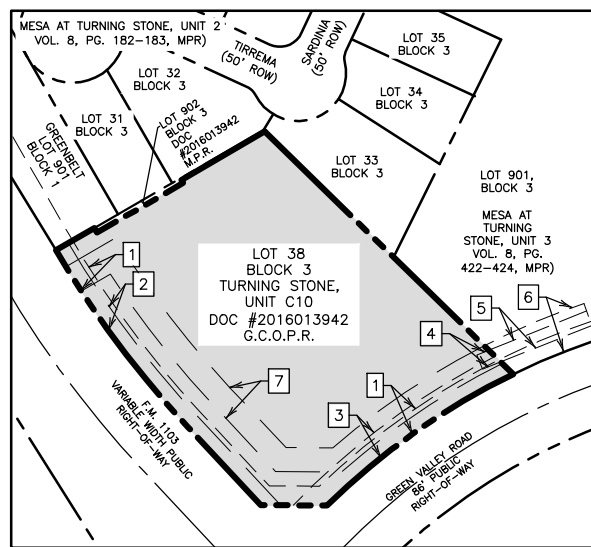 MESA AT TURNING STONE, UNIT 2
VOL. 8, PG. 182-183, MPR)
TIRREMA
(50' ROW)
SARDINIA
(50' ROW)
LOT 35
BLOCK 3
LOT 34
BLOCK 3
LOT 33
BLOCK 3
LOT 32
BLOCK 3
LOT 31
BLOCK 3
LOT 902
BLOCK 3
DOC
#2016013942
M.P.R.
GREENBELT
LOT 901
BLOCK 1
LOT 901,
BLOCK 3
MESA AT
TURNING
STONE, UNIT 3
VOL. 8, PG.
422-424, MPR)
LOT 38
BLOCK 3
TURNING STONE,
UNIT C10
DOC #2016013942
G.C.O.P.R.
1
2
7
3
1
4
5
6
F.M. 1103
VARIABLE WIDTH PUBLIC
RIGHT-OF-WAY
GREEN VALLEY ROAD
86' PUBLIC
RIGHT-OF-WAY